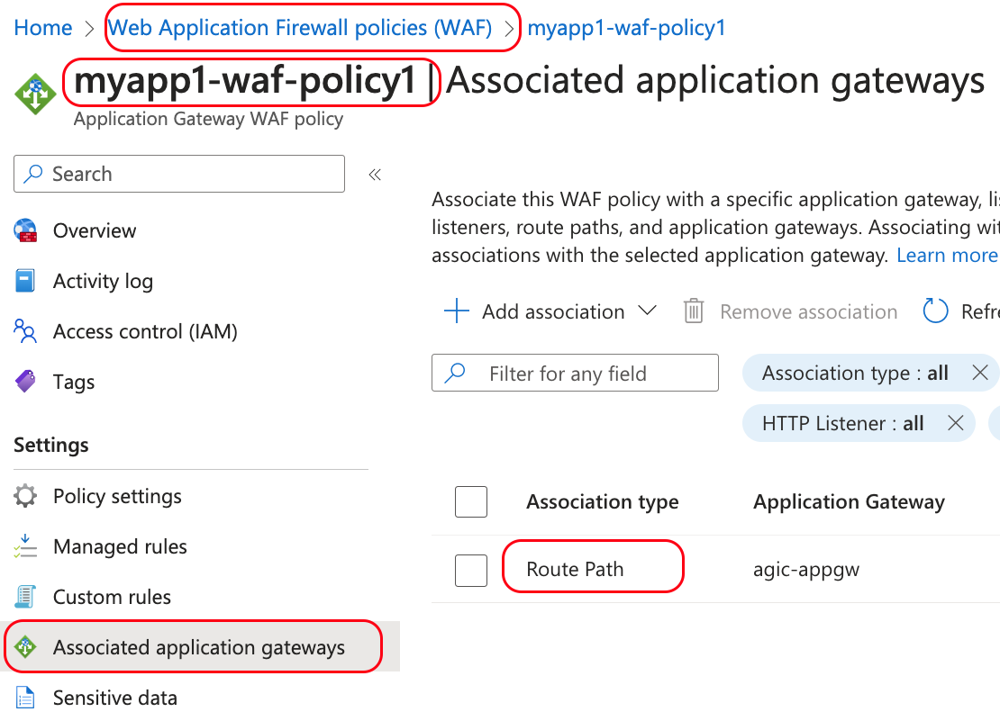 Home > Web Application Firewall policies (WAF) > myapp1-waf-policy1
myapp1-waf-policy1 | Associated application gateways
Application Gateway WAF policy
Search
«
Overview
Activity log
Access control (IAM)
Tags
Settings
Policy settings
Managed rules
Custom rules
Associated application gateways
Sensitive data
Associate this WAF policy with a specific application gateway,
listeners, route paths, and application gateways. Associating
associations with the selected application gateway. Learn more
Add association Remove association
Filter for any field Association type : all
HTTP Listener : all
Association type Application Gateway
Route Path agic-appgw